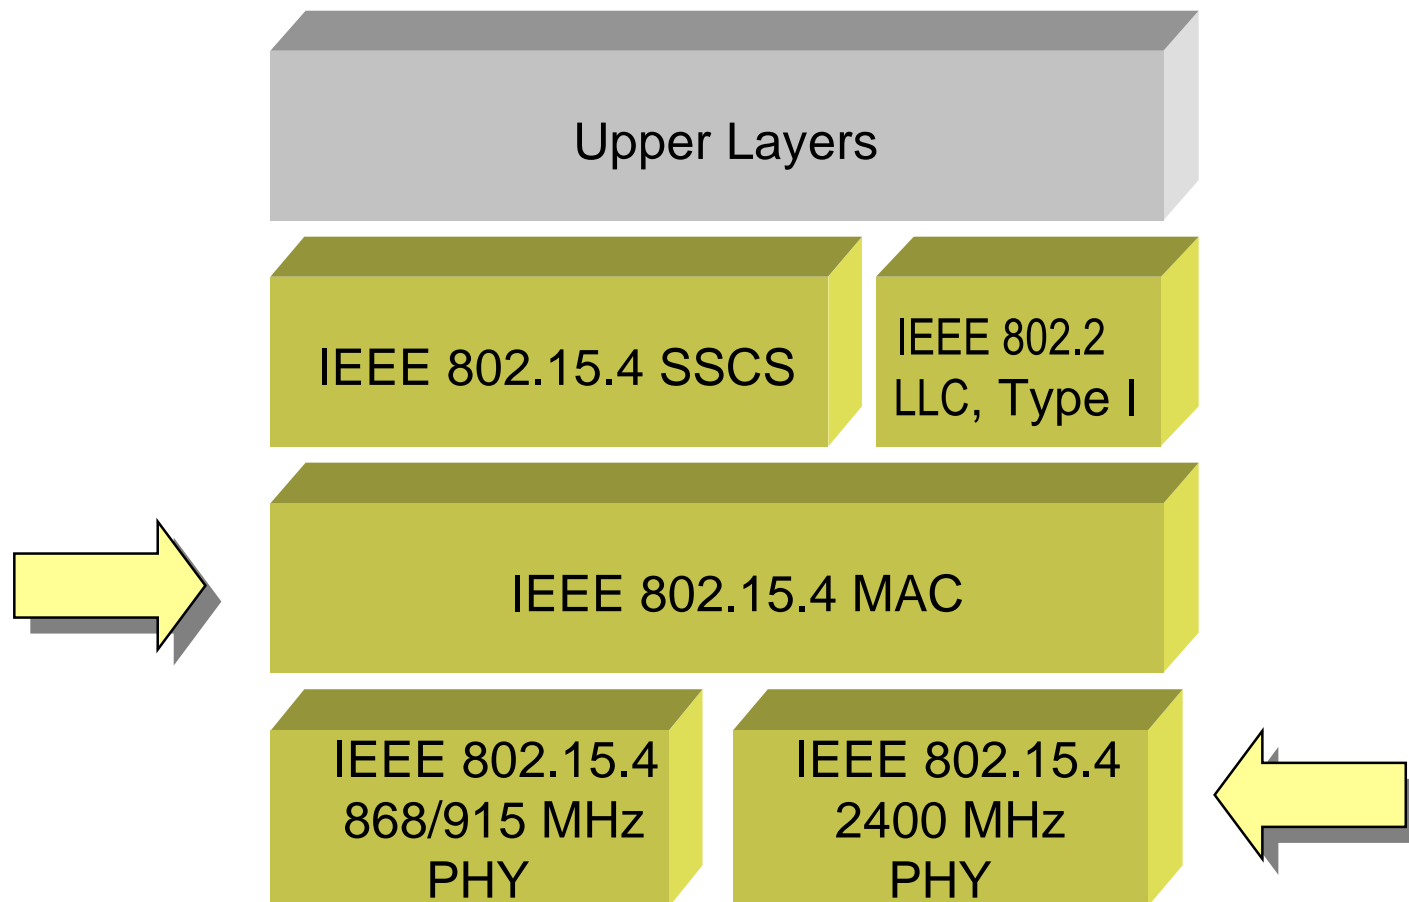 Upper Layers
IEEE 802.15.4 SSCS
IEEE 802.2
LLC, Type I
IEEE 802.15.4 MAC
IEEE 802.15.4
868/915 MHz
PHY
IEEE 802.15.4
2400 MHz
PHY